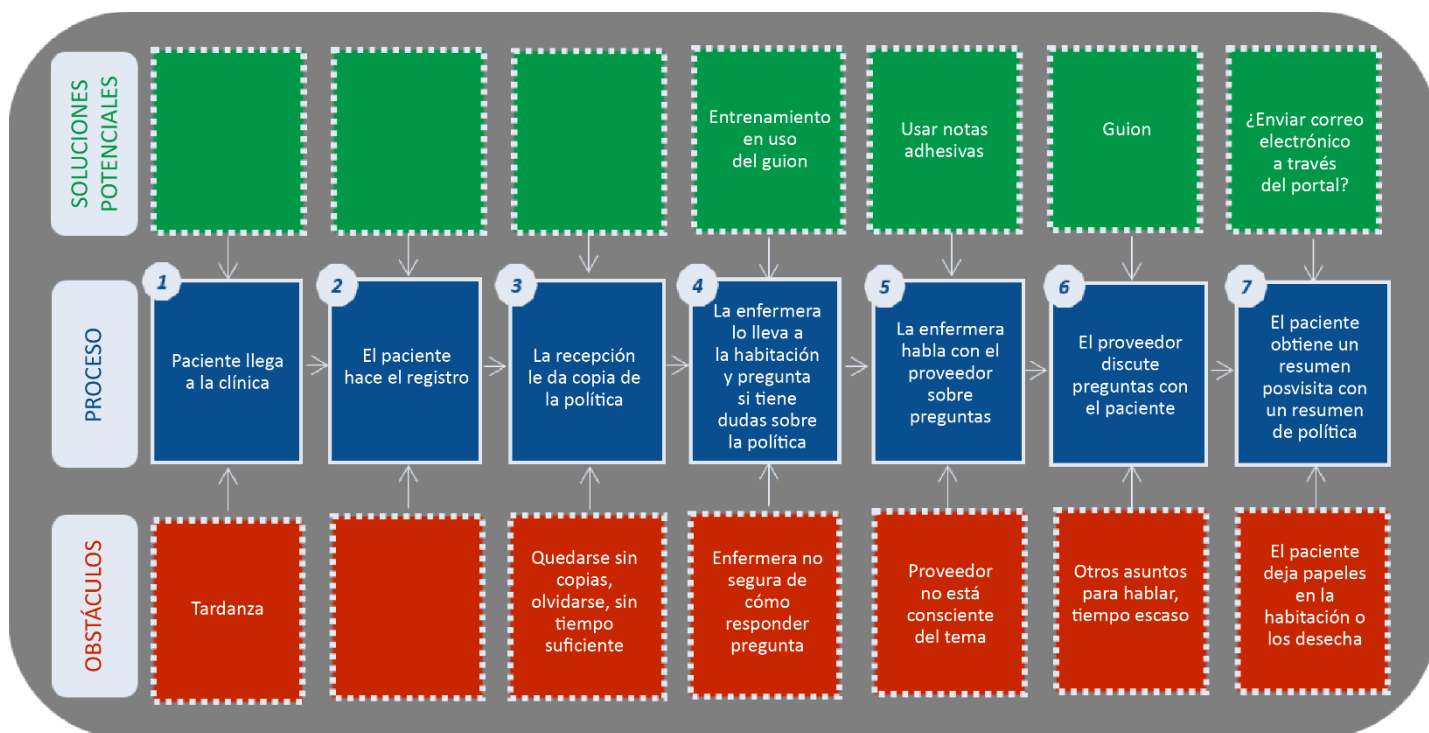 SOLUCIONES
POTENCIALES
Entrenamiento
en uso
del guion
Usar notas
adhesivas
Guion
¿Enviar correo
electrónico
a través
del portal?
PROCESO
1
Paciente llega
a la clínica
2
El paciente
hace el registro
3
La recepción
le da copia de
la política
4
La enfermera
lo lleva a
la habitación
y pregunta
si tiene
dudas sobre
la política
5
La enfermera
habla con el
proveedor
sobre
preguntas
6
El proveedor
discute
preguntas con
el paciente
7
El paciente
obtiene un
resumen
posvisita con
un resumen
de política
OBSTÁCULOS
Tardanza
Quedarse sin
copias,
olvidarse, sin
tiempo
suficiente
Enfermera no
segura de
cómo
responder
pregunta
Proveedor
no está
consciente
del tema
Otros asuntos
para hablar,
tiempo escaso
El paciente
deja papeles
en la
habitación o
los desecha